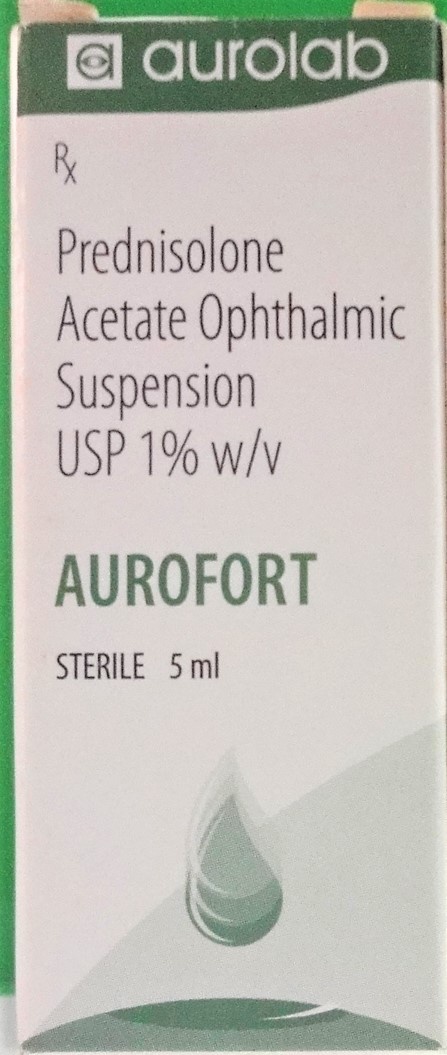 aurolab
Rx
Prednisolone
Acetate Ophthalmic
Suspension
USP 1% w/v
AUROFORT
STERILE 5 ml